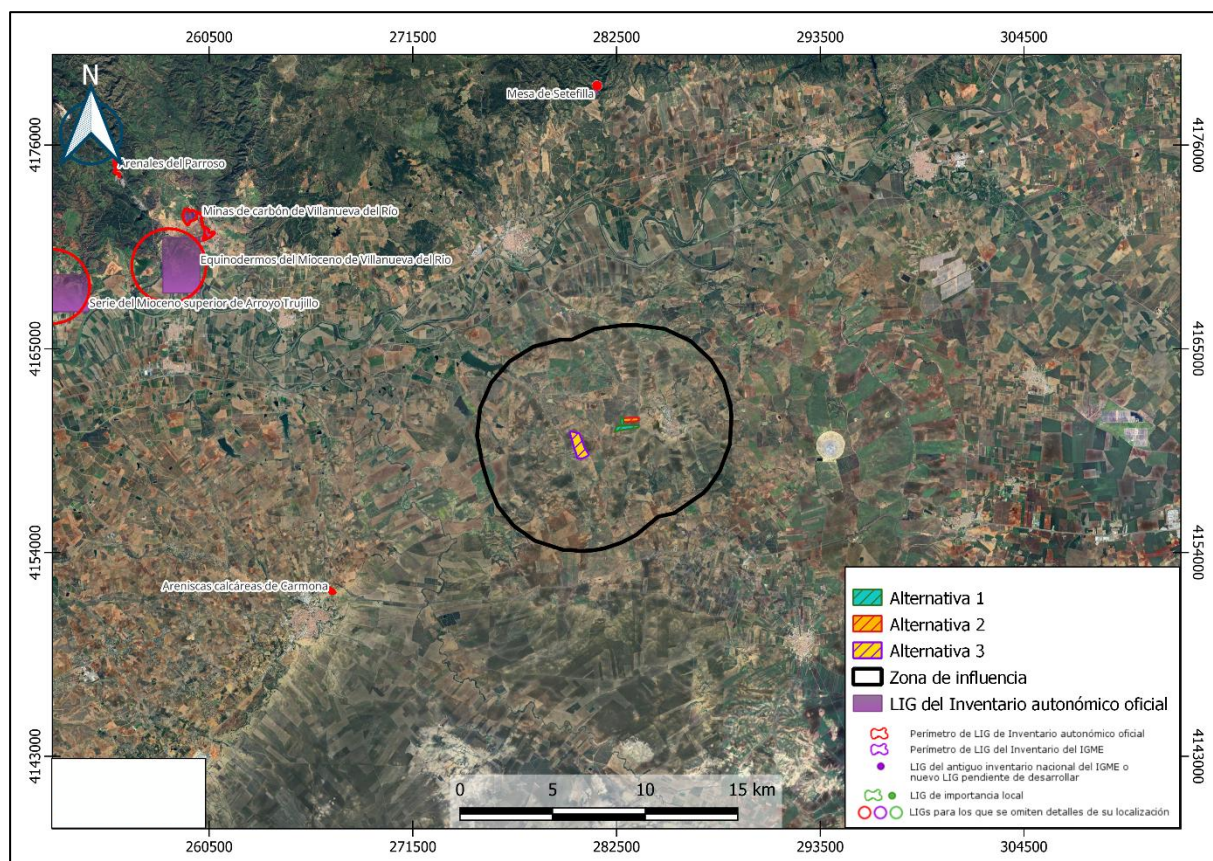 260500 271500 282500 293500 304500
N
Mesa de Setefilla
4176000 4176000
Arenales del Parroso
Minas de carbón de Villanueva del Río
Equinodermos del Mioceno de Villanueva del Río
Serie del Mioceno superior de Arroyo Trujillo
4165000 4165000
4154000 4154000
Areniscas calcáreas de Carmona
Alternativa 1
Alternativa 2
Alternativa 3
Zona de influencia
LIG del Inventario autonómico oficial
Perímetro de LIG de Inventario autonómico oficial
Perímetro de LIG del Inventario del IGME
LIG del antiguo inventario nacional del IGME o
nuevo LIG pendiente de desarrollar
LIG de importancia local
LIGs para los que se omiten detalles de su localización
4143000 4143000
0 5 10 15 km
260500 271500 282500 293500 304500